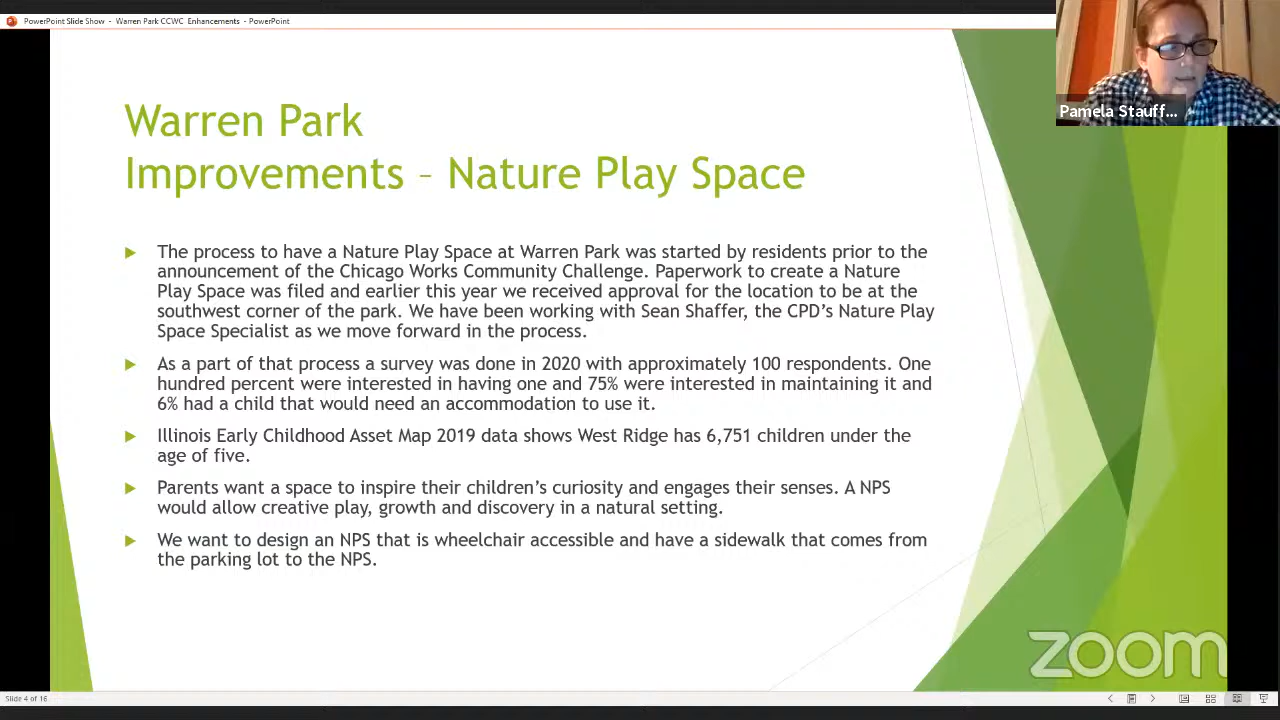 PowerPoint Slide Show - Warren Park CCWC Enhancements - PowerPoint
Pamela Stauff...
Warren Park
Improvements – Nature Play Space
The process to have a Nature Play Space at Warren Park was started by residents prior to the
announcement of the Chicago Works Community Challenge. Paperwork to create a Nature
Play Space was filed and earlier this year we received approval for the location to be at the
southwest corner of the park. We have been working with Sean Shaffer, the CPD's Nature Play
Space Specialist as we move forward in the process.
As a part of that process a survey was done in 2020 with approximately 100 respondents. One
hundred percent were interested in having one and 75% were interested in maintaining it and
6% had a child that would need an accommodation to use it.
Illinois Early Childhood Asset Map 2019 data shows West Ridge has 6,751 children under the
age of five.
Parents want a space to inspire their children's curiosity and engages their senses. A NPS
would allow creative play, growth and discovery in a natural setting.
We want to design an NPS that is wheelchair accessible and have a sidewalk that comes from
the parking lot to the NPS.
zoom
Slide 4 of 16